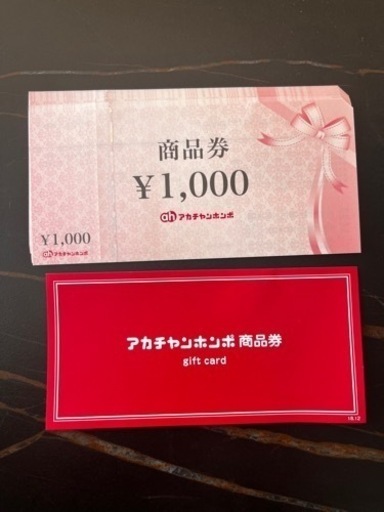 商品券
¥1,000
ah アカチャンホンポ
¥1,000
ah アカチャンホンポ
アカチャンホンポ 商品券
gift card